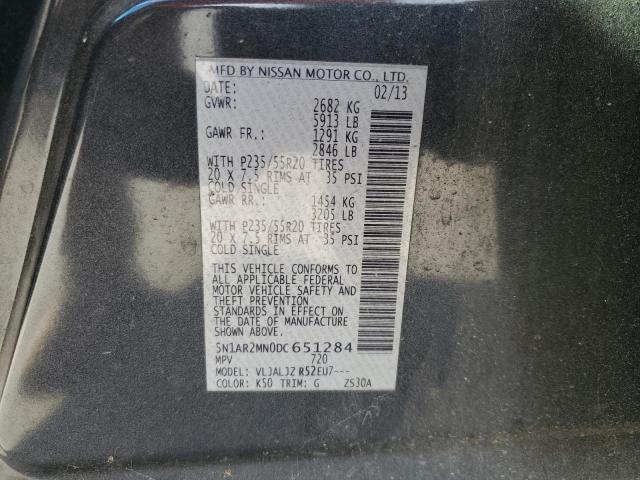 MFD BY NISSAN MOTOR CO., LTD.
DATE: 02/13
GVWR: 2682 KG
5913 LB
GAWR FR.: 1291 KG
2846 LB
WITH P235/55R20 TIRES
20 X 7.5 RIMS AT 35 PSI
COLD SINGLE
GAWR RR.: 1454 KG
3205 LB
WITH P235/55R20 TIRES
20 X 7.5 RIMS AT 35 PSI
COLD SINGLE
THIS VEHICLE CONFORMS TO
ALL APPLICABLE FEDERAL
MOTOR VEHICLE SAFETY AND
THEFT PREVENTION
STANDARDS IN EFFECT ON
THE DATE OF MANUFACTURE
SHOWN ABOVE.
5N1AR2MN0DC651284
MPV 720
MODEL: VLJALJZ R52EU7---
COLOR: K50 TRIM: G ZS30A